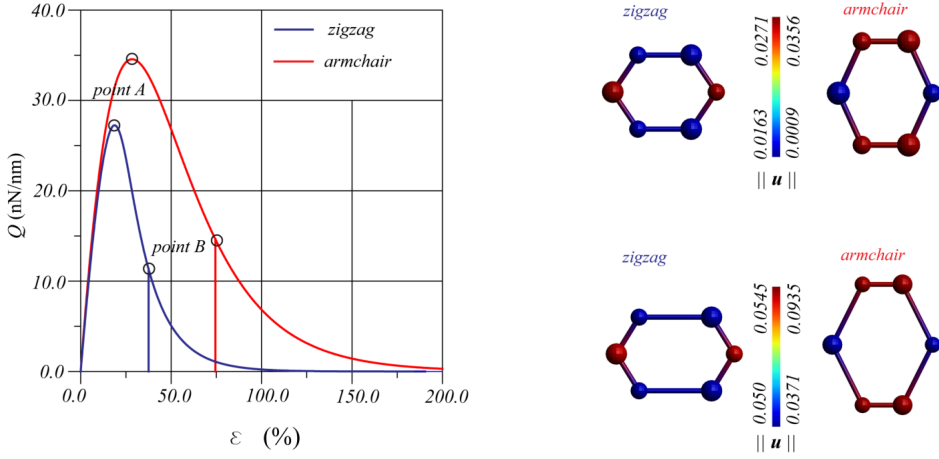 40.0
30.0
20.0
10.0
0.0
Q (nN/nm)
zigzag
armchair
point A
point B
0.0
50.0
100.0
150.0
200.0
ε (%)
zigzag
armchair
0.0271
0.0356
0.0163
0.0009
|| u ||
zigzag
armchair
0.0545
0.0935
0.050
0.0371
|| u ||